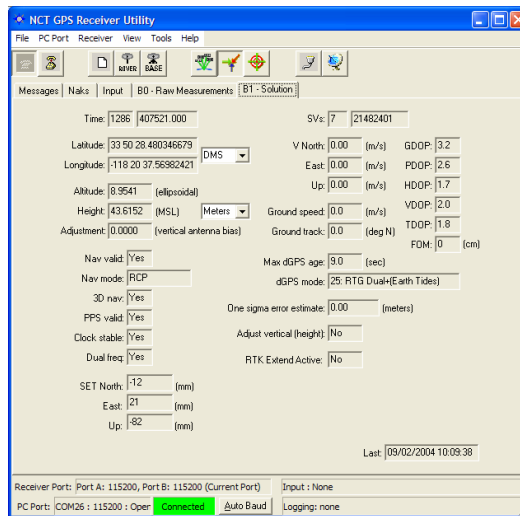 NCT GPS Receiver Utility
File PC Port Receiver View Tools Help
ROVER BASE
Messages Naks Input B0 - Raw Measurements B1 - Solution
Time: 1286 407521.000 SVs: 7 21482401
Latitude: 33 50 28.480346679 DMS V North: 0.00 (m/s) GDOP: 3.2
Longitude: -118 20 37.56982421 East: 0.00 (m/s) PDOP: 2.6
Up: 0.00 (m/s) HDOP: 1.7
Altitude: 8.9541 (ellipsoidal) VDOP: 2.0
Height: 43.6152 (MSL) Meters Ground speed: 0.0 (m/s) TDOP: 1.8
Adjustment: 0.0000 (vertical antenna bias) Ground track: 0.0 (deg N) FOM: 0 (cm)
Nav valid: Yes Max dGPS age: 9.0 (sec)
Nav mode: RCP dGPS mode: 25: RTG Dual+(Earth Tides)
3D nav: Yes One sigma error estimate: 0.00 (meters)
PPS valid: Yes
Clock stable: Yes Adjust vertical (height): No
Dual freq: Yes RTK Extend Active: No
SET North: -12 (mm)
East: 21 (mm)
Up: -82 (mm)
Last: 09/02/2004 10:09:38
Receiver Port: Port A: 115200, Port B: 115200 (Current Port) Input : None
PC Port: COM26 : 115200 : Oper Connected Auto Baud Logging: none